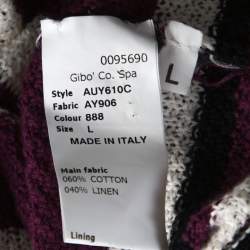 0095690
Gibo' Co. Spa
Style AUY610C
Fabric AY906
Colour 888
Size L
MADE IN ITALY
Main fabric
060% COTTON
040% LINEN
Lining
L